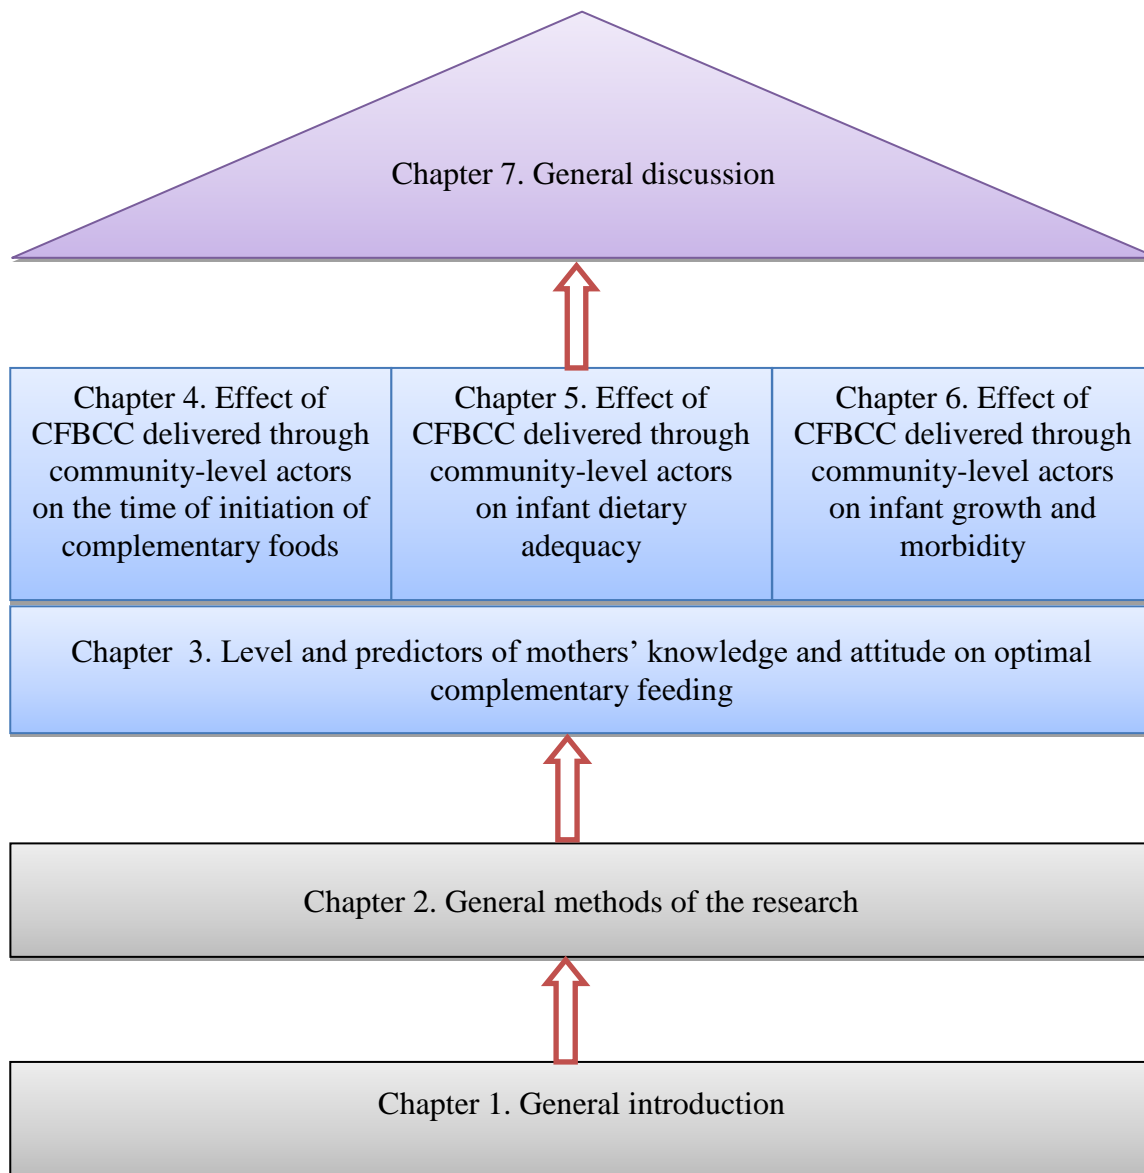 Chapter 7. General discussion
Chapter 4. Effect of
CFBCC delivered through
community-level actors
on the time of initiation of
complementary foods
Chapter 5. Effect of
CFBCC delivered through
community-level actors
on infant dietary
adequacy
Chapter 6. Effect of
CFBCC delivered through
community-level actors
on infant growth and
morbidity
Chapter  3. Level and predictors of mothers’ knowledge and attitude on optimal
complementary feeding
Chapter 2. General methods of the research
Chapter 1. General introduction